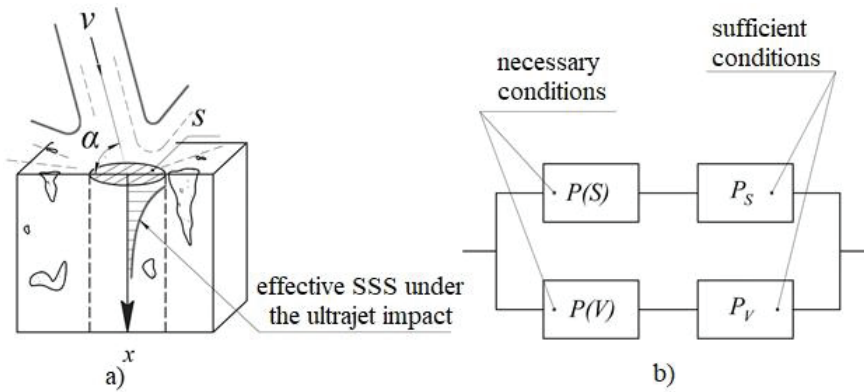 v
α
S
effective SSS under
the ultrajet impact
x
a)
necessary
conditions
sufficient
conditions
P(S)
P_S
P(V)
P_V
b)